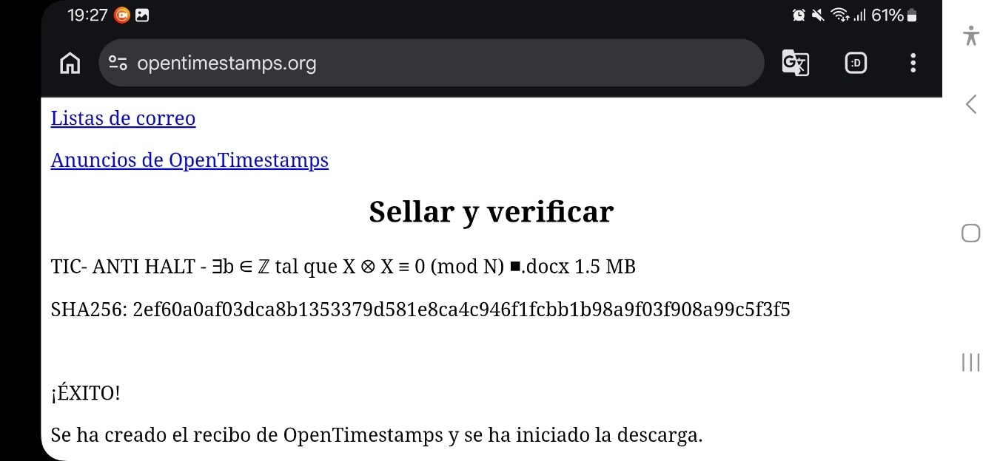 19:27 61%
opentimestamps.org :D
Listas de correo
Anuncios de OpenTimestamps
Sellar y verificar
TIC- ANTI HALT - ∃b ∈ ℤ tal que X ⊗ X ≡ 0 (mod N) ■.docx 1.5 MB
SHA256: 2ef60a0af03dca8b1353379d581e8ca4c946f1fcbb1b98a9f03f908a99c5f3f5
¡ÉXITO!
Se ha creado el recibo de OpenTimestamps y se ha iniciado la descarga.